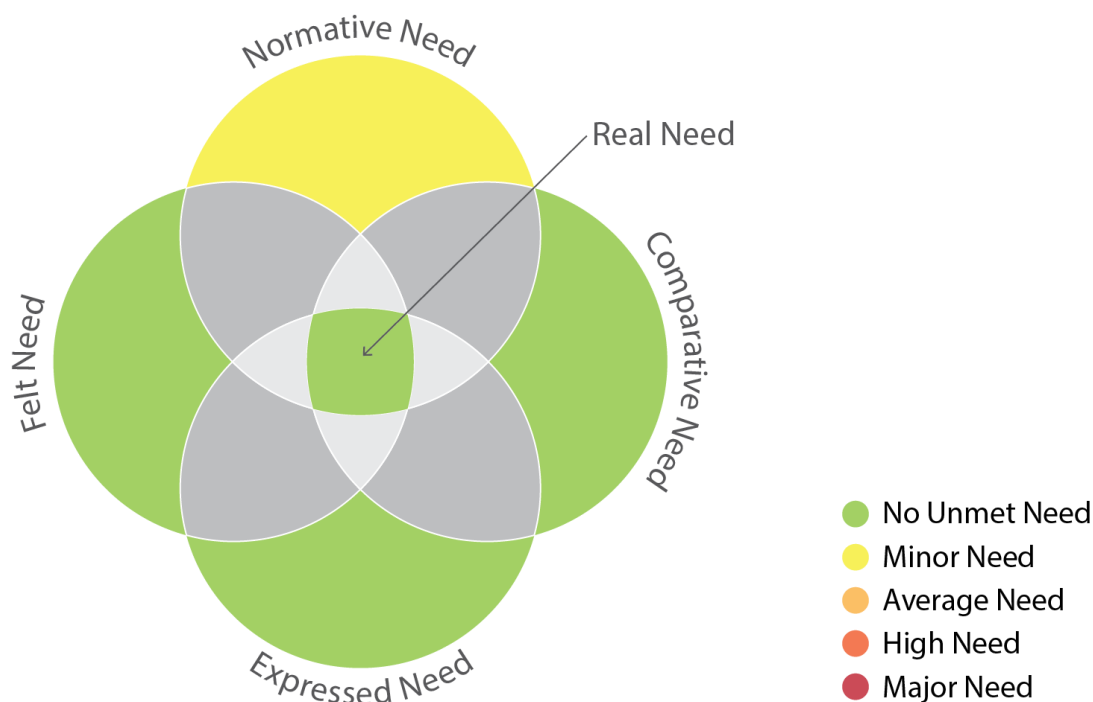 Normative Need
Real Need
Comparative Need
Felt Need
Expressed Need
No Unmet Need
Minor Need
Average Need
High Need
Major Need